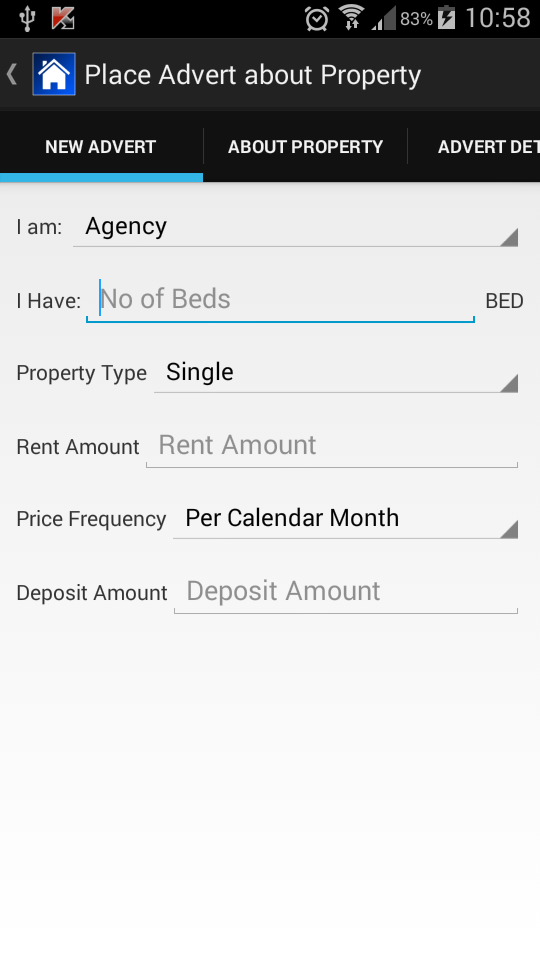 83% 10:58
Place Advert about Property
NEW ADVERT ABOUT PROPERTY ADVERT DET
I am: Agency
I Have: No of Beds BED
Property Type Single
Rent Amount Rent Amount
Price Frequency Per Calendar Month
Deposit Amount Deposit Amount